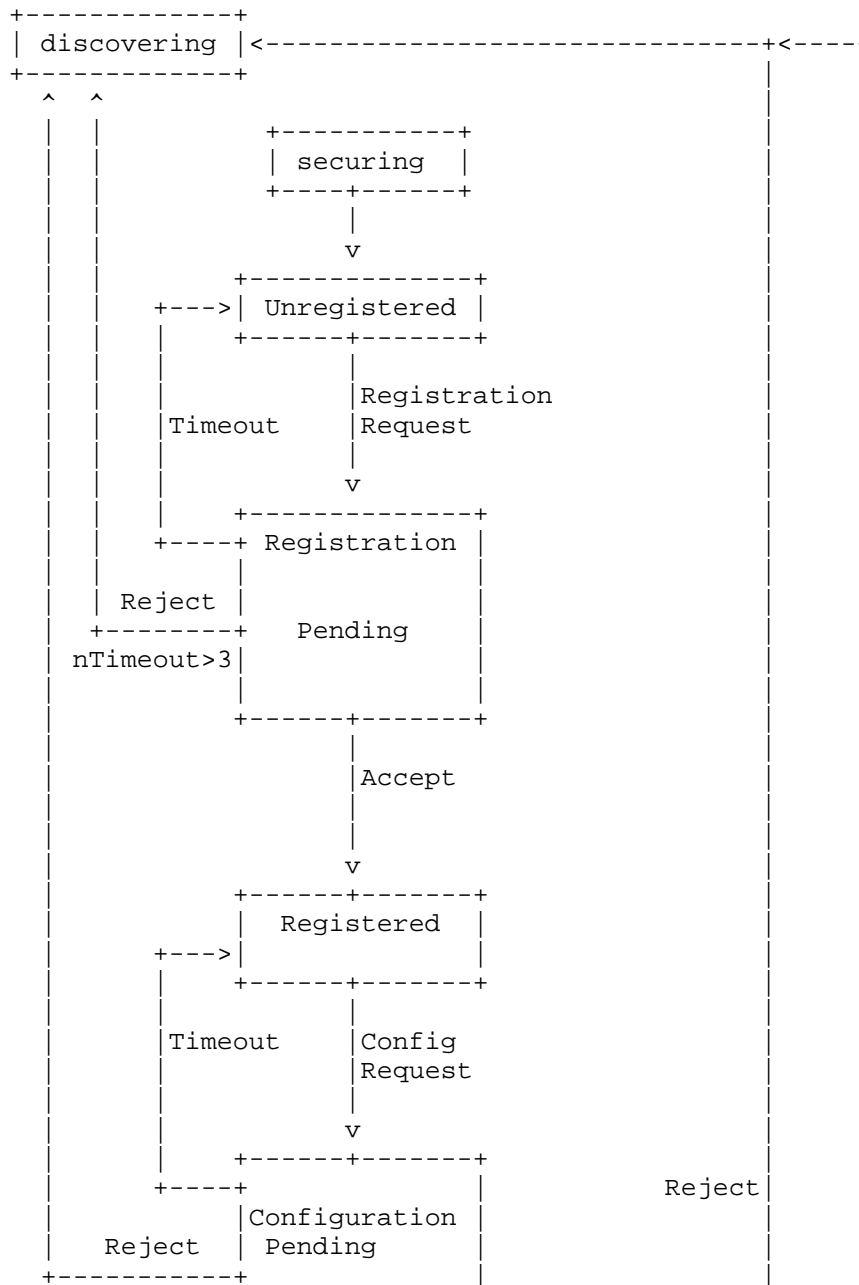 discovering
securing
Unregistered
Registration
Timeout Request
Registration
Reject
Pending
nTimeout>3
Accept
Registered
Timeout Config
Request
Reject
Configuration
Reject Pending